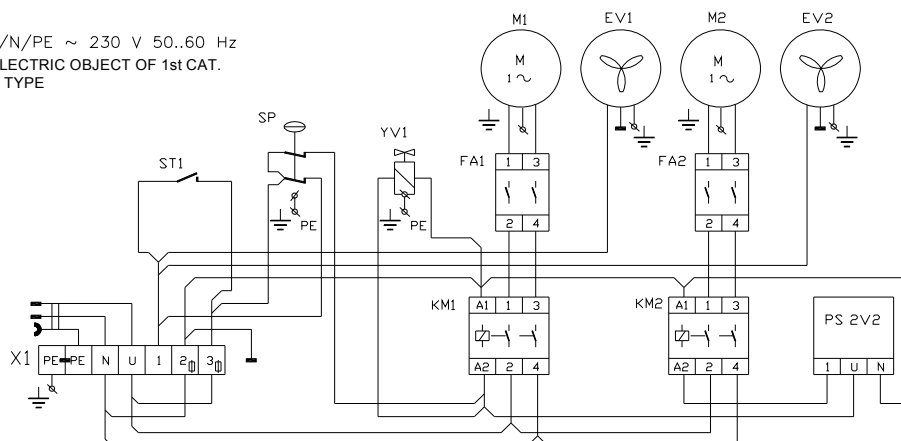 M1 EV1 M2 EV2
/N/PE ~ 230 V 50..60 Hz
LECTRIC OBJECT OF 1st CAT.
TYPE
M M
1 ~ 1 ~
SP
YV1
ST1
FA1 1 3 FA2 1 3
2 4 2 4
PE PE
KM1 A1 1 3 KM2 A1 1 3
PS 2V2
X1 PE PE N U 1 2 3
A2 2 4 A2 2 4 1 U N